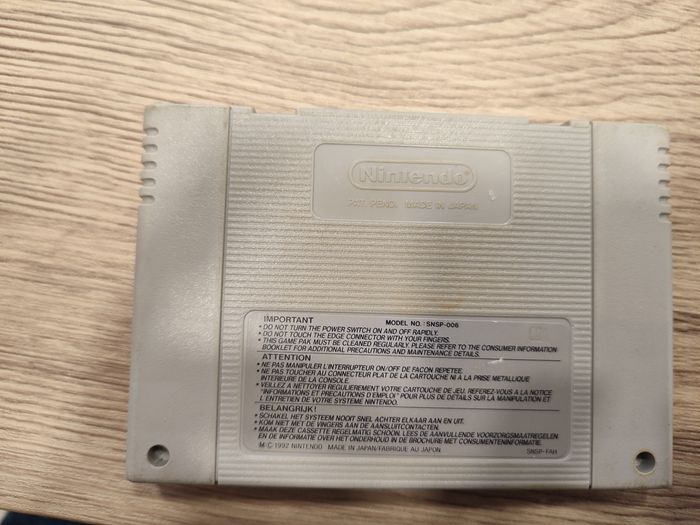 Nintendo
PAT. PEND. MADE IN JAPAN
IMPORTANT MODEL NO. : SNSP-006
• DO NOT TURN THE POWER SWITCH ON AND OFF RAPIDLY.
• DO NOT TOUCH THE EDGE CONNECTOR WITH YOUR FINGERS.
• THIS GAME PAK MUST BE CLEANED REGULARLY. PLEASE REFER TO THE CONSUMER INFORMATION
BOOKLET FOR ADDITIONAL PRECAUTIONS AND MAINTENANCE DETAILS.
ATTENTION
• NE PAS MANIPULER L'INTERRUPTEUR ON/OFF DE FACON REPETEE.
• NE PAS TOUCHER AU CONNECTEUR PLAT DE LA CARTOUCHE NI A LA PRISE METALLIQUE
INTERIEURE DE LA CONSOLE.
• VEILLEZ A NETTOYER REGULIEREMENT VOTRE CARTOUCHE DE JEU. REFEREZ-VOUS A LA NOTICE
"INFORMATIONS ET PRECAUTIONS D'EMPLOI" POUR PLUS DE DETAILS SUR LA MANIPULATION ET
L'ENTRETIEN DE VOTRE SYSTEME NINTENDO.
BELANGRIJK!
• SCHAKEL HET SYSTEEM NOOIT SNEL ACHTER ELKAAR AAN EN UIT.
• KOM NIET MET DE VINGERS AAN DE AANSLUITCONTACTEN.
• MAAK DEZE CASSETTE REGELMATIG SCHOON. LEES DE AANVULLENDE VOORZORGSMAATREGELEN
EN DE INFORMATIE OVER HET ONDERHOUD IN DE BROCHURE MET CONSUMENTENINFORMATIE.
M·© 1992 NINTENDO MADE IN JAPAN/FABRIQUE AU JAPON SNSP-FAH